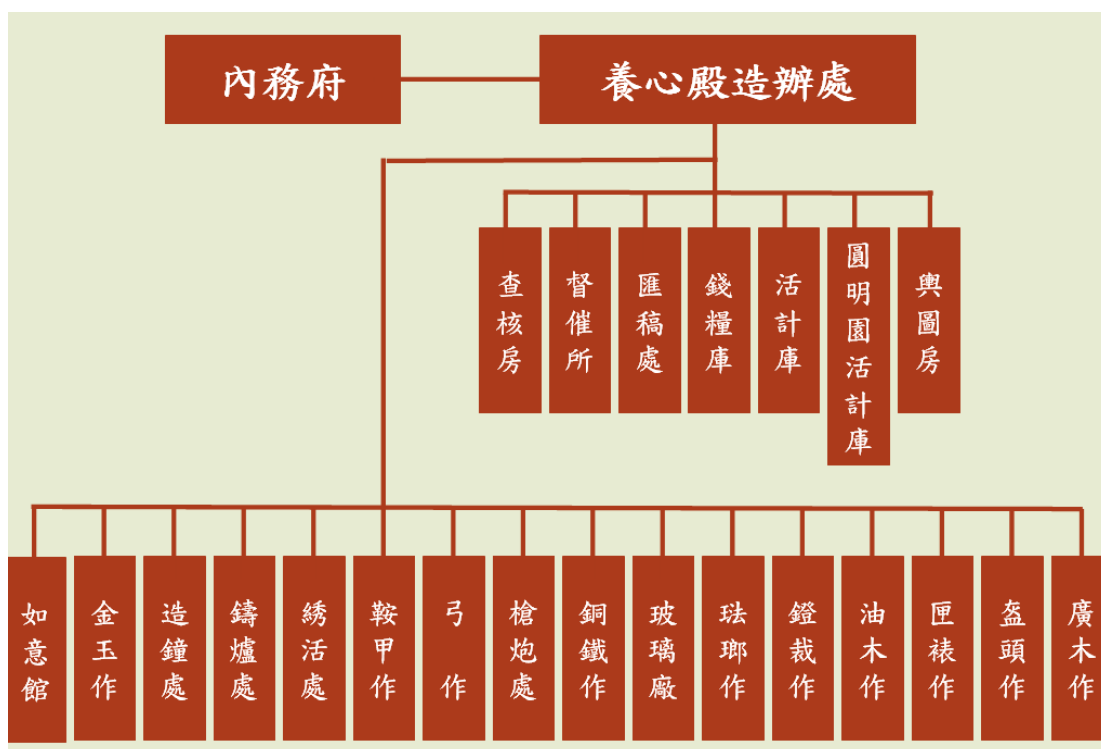 內務府
養心殿造辦處
查核房
督催所
匯稿處
錢糧庫
活計庫
圓明園活計庫
輿圖房
如意館
金玉作
造鐘處
鑄爐處
綉活處
鞍甲作
弓作
槍炮處
銅鐵作
玻璃廠
琺瑯作
鐙裁作
油木作
匣裱作
盔頭作
廣木作